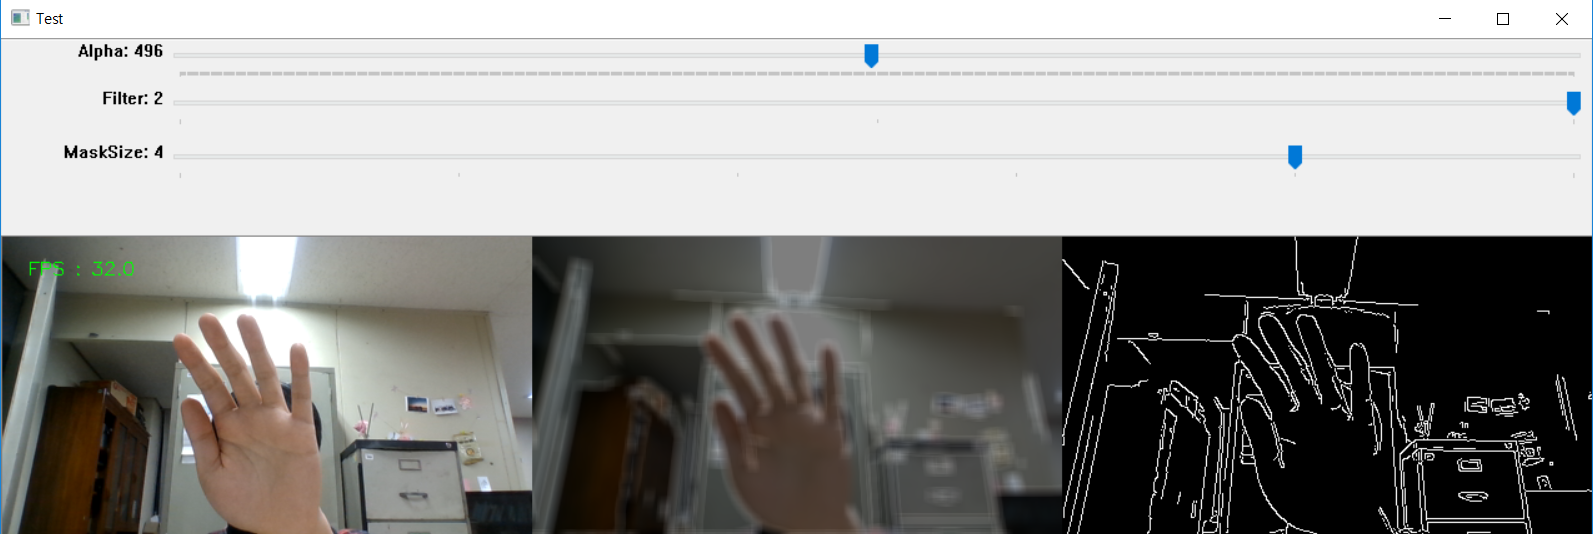 Test
Alpha: 496
Filter: 2
MaskSize: 4
FPS : 32.0